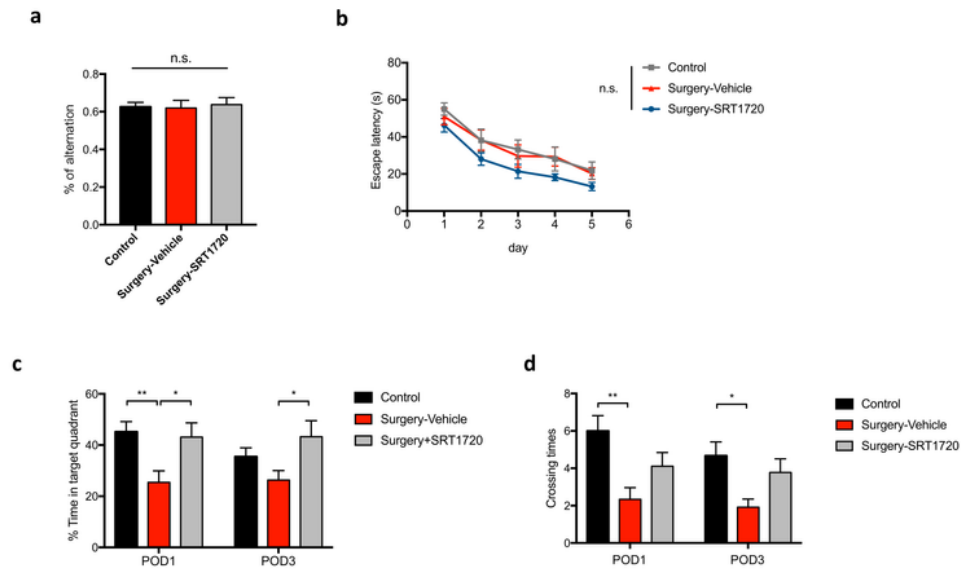 a
n.s.
% of alternation
0.8
0.6
0.4
0.2
0.0
Control
Surgery-Vehicle
Surgery-SRT1720
b
Escape latency (s)
80
60
40
20
0
0 1 2 3 4 5 6
day
n.s.
Control
Surgery-Vehicle
Surgery-SRT1720
c
% Time in target quadrant
60
40
20
0
** *
*
POD1 POD3
Control
Surgery-Vehicle
Surgery+SRT1720
d
Crossing times
8
6
4
2
0
**
*
POD1 POD3
Control
Surgery-Vehicle
Surgery-SRT1720